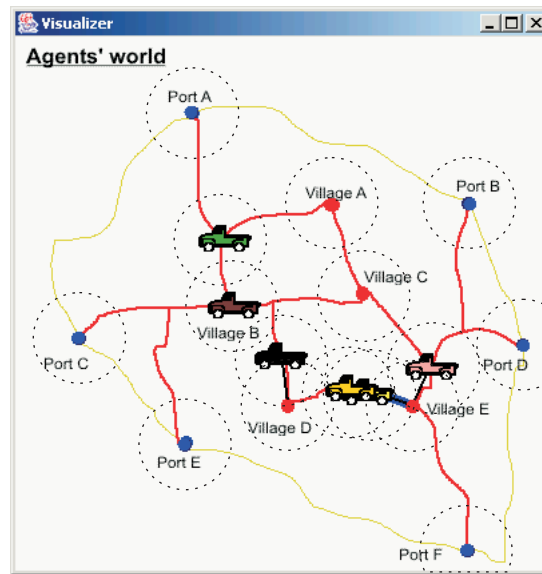 Visualizer
Agents' world
Port A
Village A
Port B
Village C
Village B
Port C
Port D
Village E
Village D
Port E
Port F